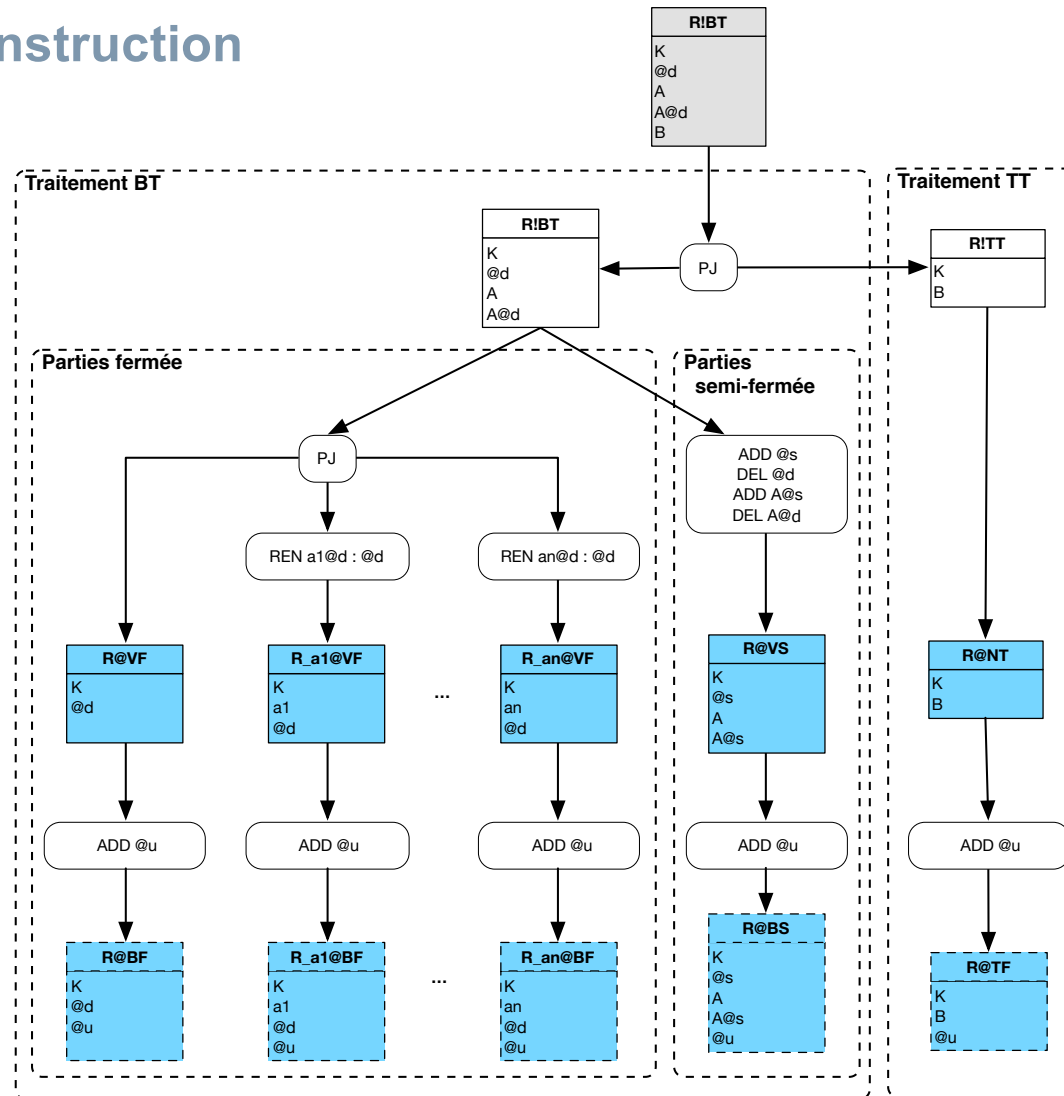 nstruction
R!BT
K
@d
A
A@d
B
Traitement BT
Traitement TT
R!BT
K
@d
A
A@d
PJ
R!TT
K
B
Parties fermée
Parties
semi-fermée
PJ
ADD @s
DEL @d
ADD A@s
DEL A@d
REN a1@d : @d
REN an@d : @d
R@VF
K
@d
R_a1@VF
K
a1
@d
...
R_an@VF
K
an
@d
R@VS
K
@s
A
A@s
R@NT
K
B
ADD @u
ADD @u
ADD @u
ADD @u
ADD @u
R@BF
K
@d
@u
R_a1@BF
K
a1
@d
@u
...
R_an@BF
K
an
@d
@u
R@BS
K
@s
A
A@s
@u
R@TF
K
B
@u